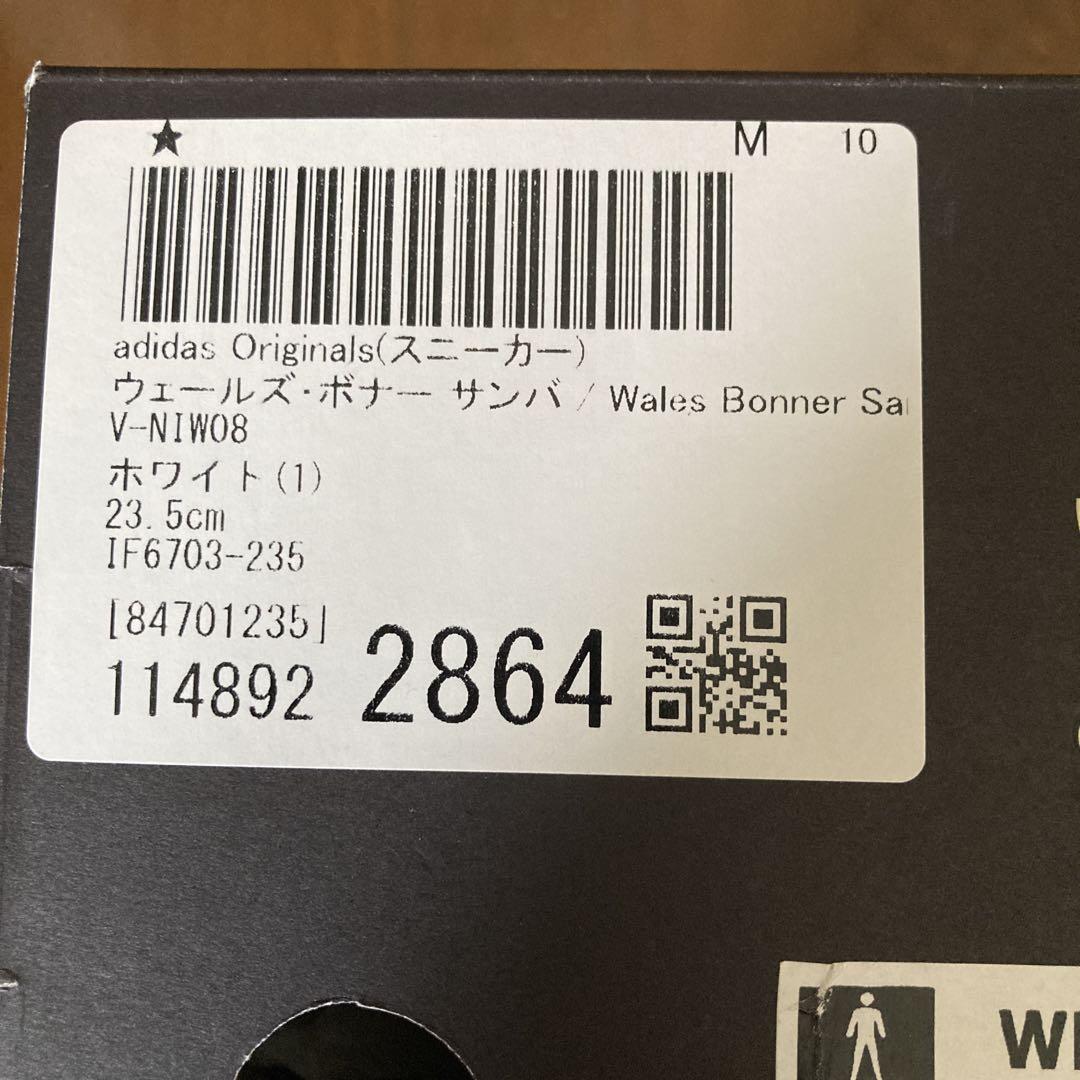 ★ M 10
adidas Originals(スニーカー)
ウェールズ・ボナー サンバ / Wales Bonner Sa
V-NIW08
ホワイト(1)
23.5cm
IF6703-235
[84701235]
114892 2864